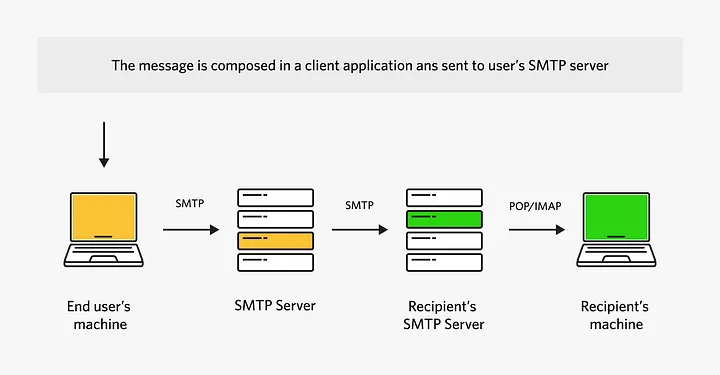 The message is composed in a client application ans sent to user's SMTP server
SMTP
SMTP
POP/IMAP
End user's
machine
SMTP Server
Recipient's
SMTP Server
Recipient's
machine